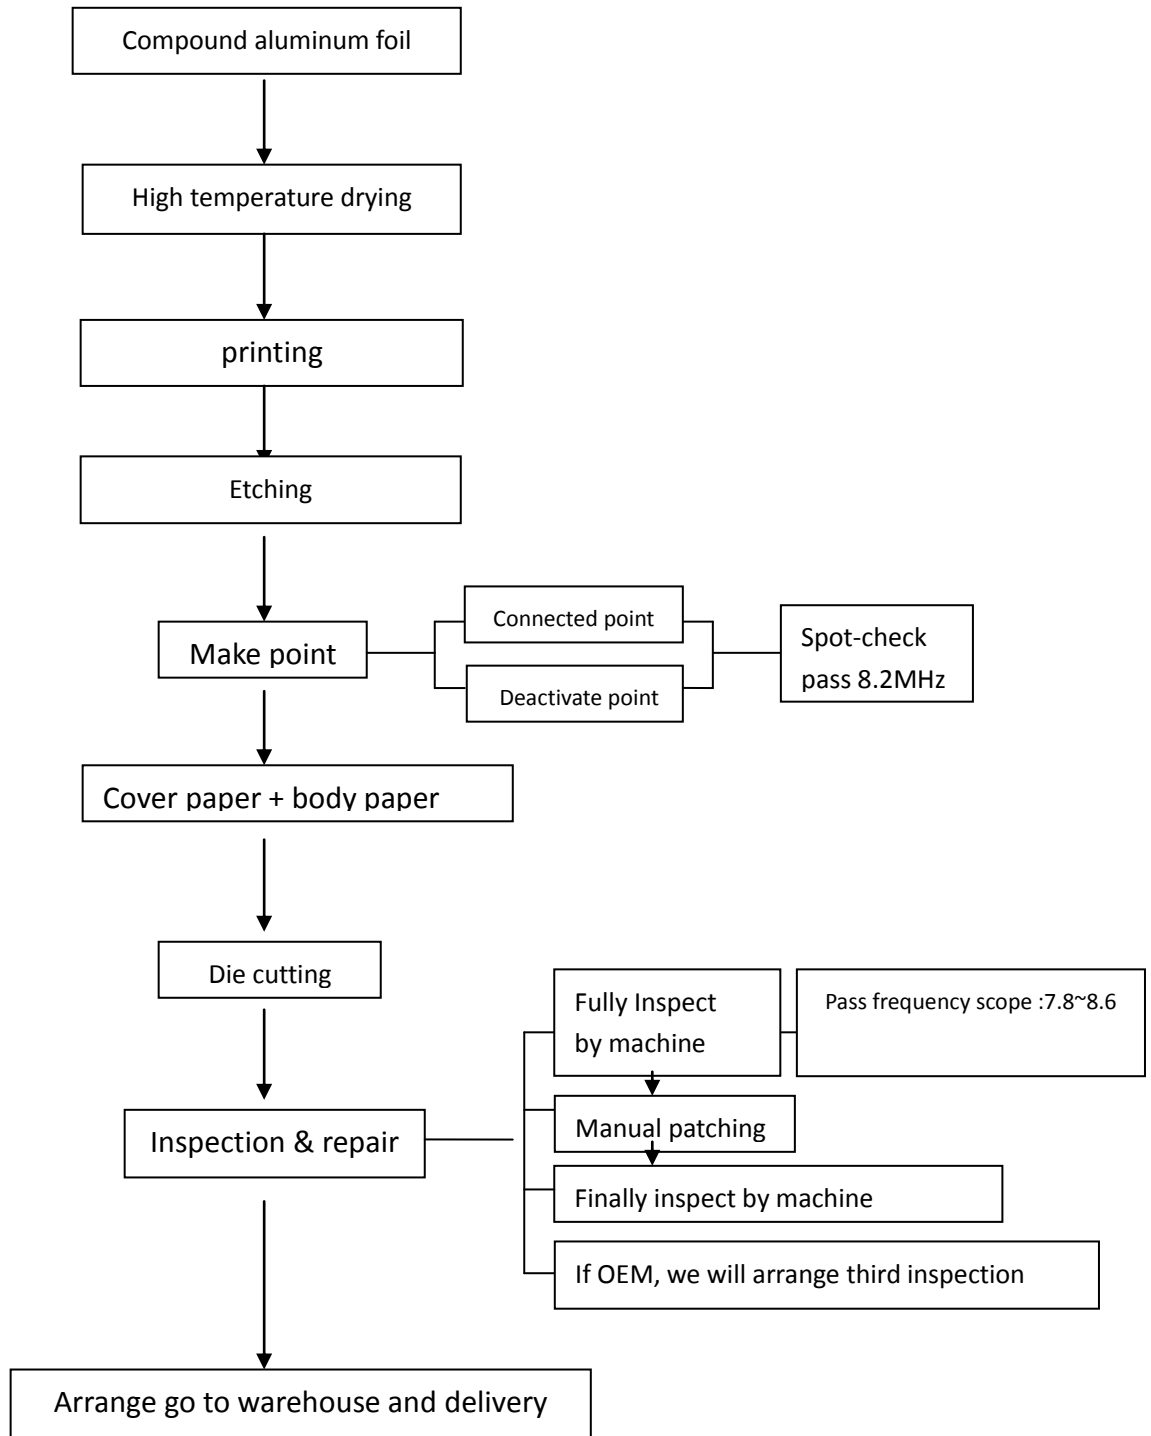 Compound aluminum foil
High temperature drying
printing
Etching
Make point
Connected point
Deactivate point
Spot-check
pass 8.2MHz
Cover paper + body paper
Die cutting
Inspection & repair
Fully Inspect
by machine
Pass frequency scope :7.8~8.6
Manual patching
Finally inspect by machine
If OEM, we will arrange third inspection
Arrange go to warehouse and delivery